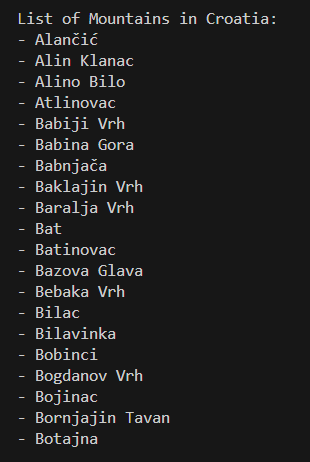 List of Mountains in Croatia:
- Alančić
- Alin Klanac
- Alino Bilo
- Atlinovac
- Babiji Vrh
- Babina Gora
- Babnjača
- Baklajin Vrh
- Baralja Vrh
- Bat
- Batinovac
- Bazova Glava
- Bebaka Vrh
- Bilac
- Bilavinka
- Bobinci
- Bogdanov Vrh
- Bojinac
- Bornjajin Tavan
- Botajna